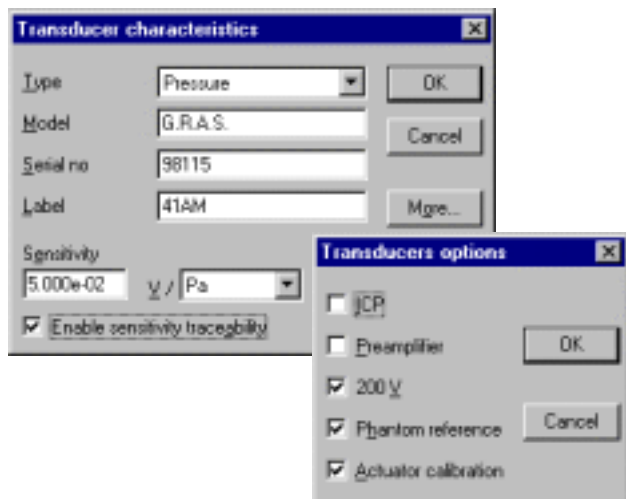 Transducer characteristics
Type Pressure OK
Model G.R.A.S. Cancel
Serial no 98115
Label 41AM More...
Sensitivity
5.000e-02 V / Pa
Enable sensitivity traceability
Transducers options
ICP
Preamplifier OK
200 V
Phantom reference Cancel
Actuator calibration